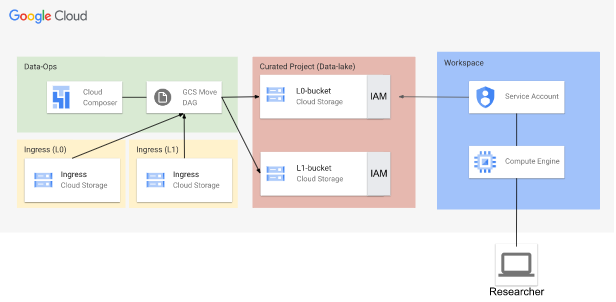 Google Cloud
Data-Ops
Cloud
Composer
GCS Move
DAG
Ingress (L0)
Ingress
Cloud Storage
Ingress (L1)
Ingress
Cloud Storage
Curated Project (Data-lake)
L0-bucket
Cloud Storage
IAM
L1-bucket
Cloud Storage
IAM
Workspace
Service Account
Compute Engine
Researcher